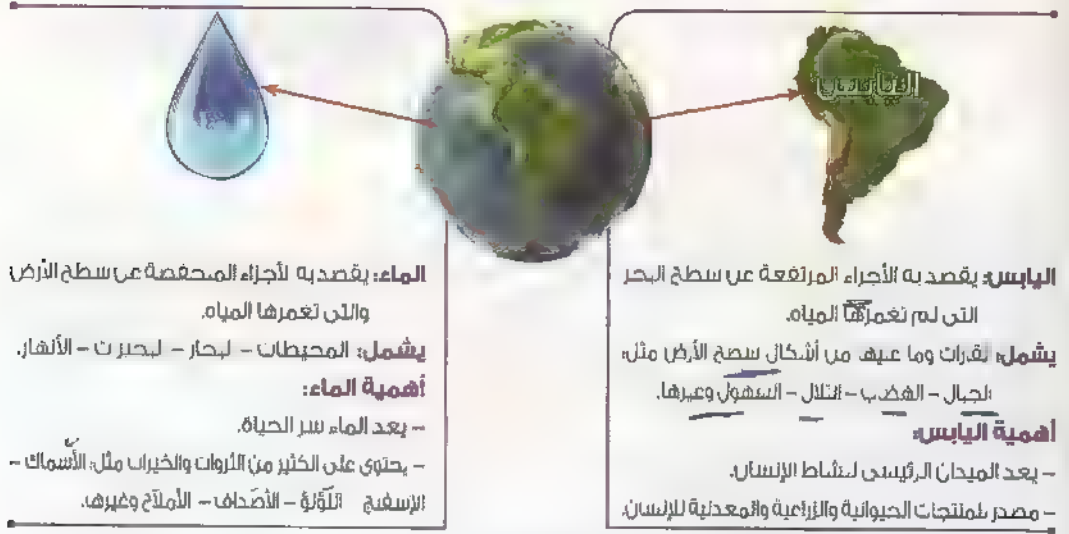 اليابس
اليابس: يقصد به الأجزاء المرتفعة عن سطح البحر
التى لم تغمرها المياه.
يشمل: القارات وما عليها من أشكال سطح الأرض مثل:
الجبال – الهضاب – التلال – السهول وغيرها.
أهمية اليابس:
– يعد الميدان الرئيسى لنشاط الإنسان.
– مصدر للمنتجات الحيوانية والزراعية والمعدنية للإنسان.
الماء: يقصد به الأجزاء المنخفضة عن سطح الأرض
والتى تغمرها المياه.
يشمل: المحيطات – البحار – البحيرات – الأنهار.
أهمية الماء:
– يعد الماء سر الحياة.
– يحتوى على الكثير من الثروات والخيرات مثل: الأسماك –
الإسفنج اللؤلؤ – الأصداف – الأملاح وغيرها.